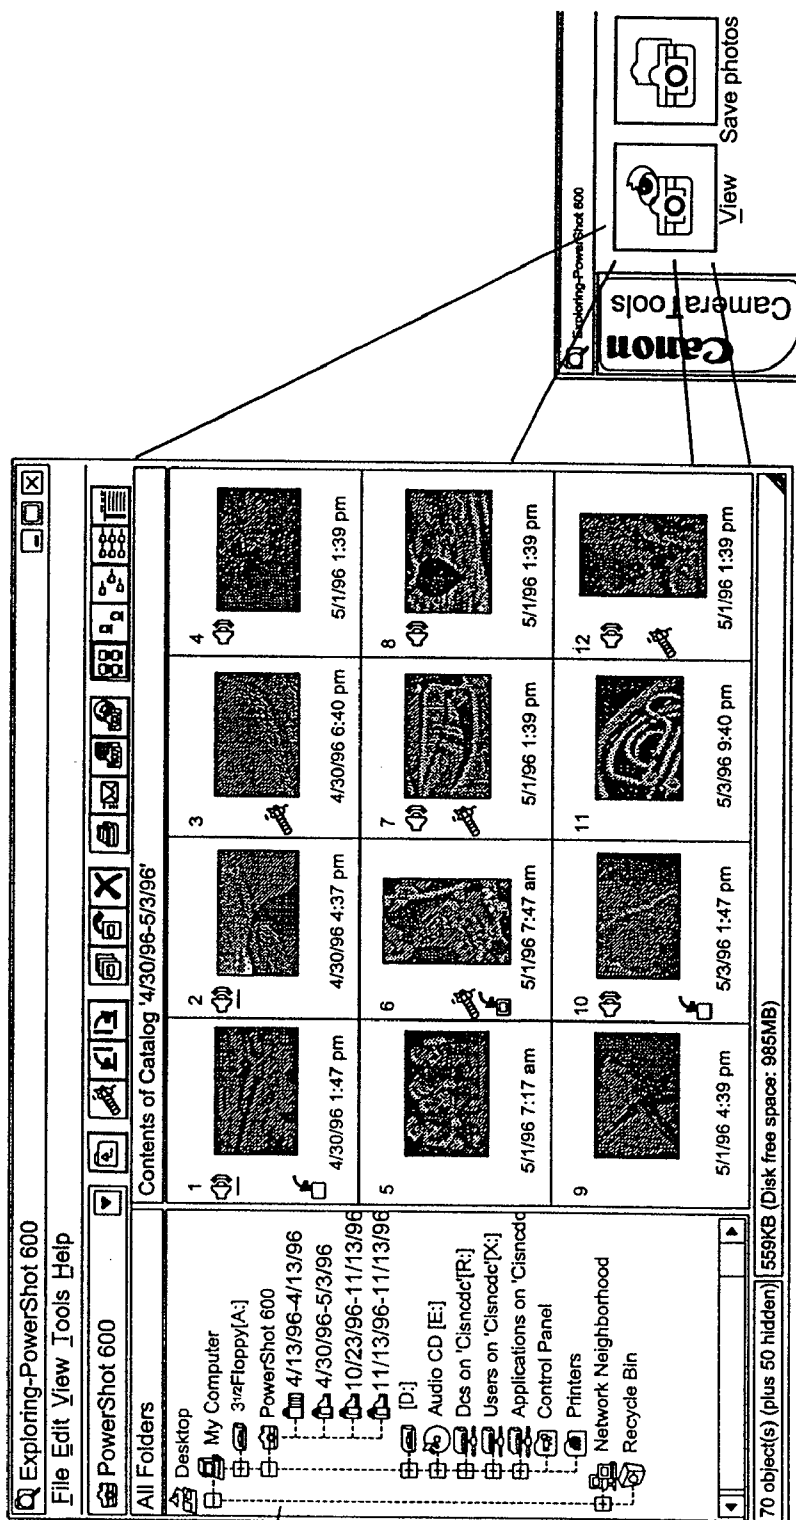 Exploring-PowerShot 600
File Edit View Tools Help
PowerShot 600
All Folders
Contents of Catalog '4/30/96-5/3/96'
Desktop
My Computer
31/2Floppy[A:]
PowerShot 600
4/13/96-4/13/96
4/30/96-5/3/96
10/23/96-11/13/96
11/13/96-11/13/96
[D:]
Audio CD [E:]
Dcs on 'Cisncdc'[R:]
Users on 'Cisncdc'[X:]
Applications on 'Cisncdc
Control Panel
Printers
Network Neighborhood
Recycle Bin
1
4/30/96 1:47 pm
2
4/30/96 4:37 pm
3
4/30/96 6:40 pm
4
5/1/96 1:39 pm
5
5/1/96 7:17 am
6
5/1/96 7:47 am
7
5/1/96 1:39 pm
8
5/1/96 1:39 pm
9
5/1/96 4:39 pm
10
5/3/96 1:47 pm
11
5/3/96 9:40 pm
12
5/1/96 1:39 pm
70 object(s) (plus 50 hidden)
559KB (Disk free space: 985MB)
Exploring-PowerShot 600
Canon
CameraTools
View
Save photos